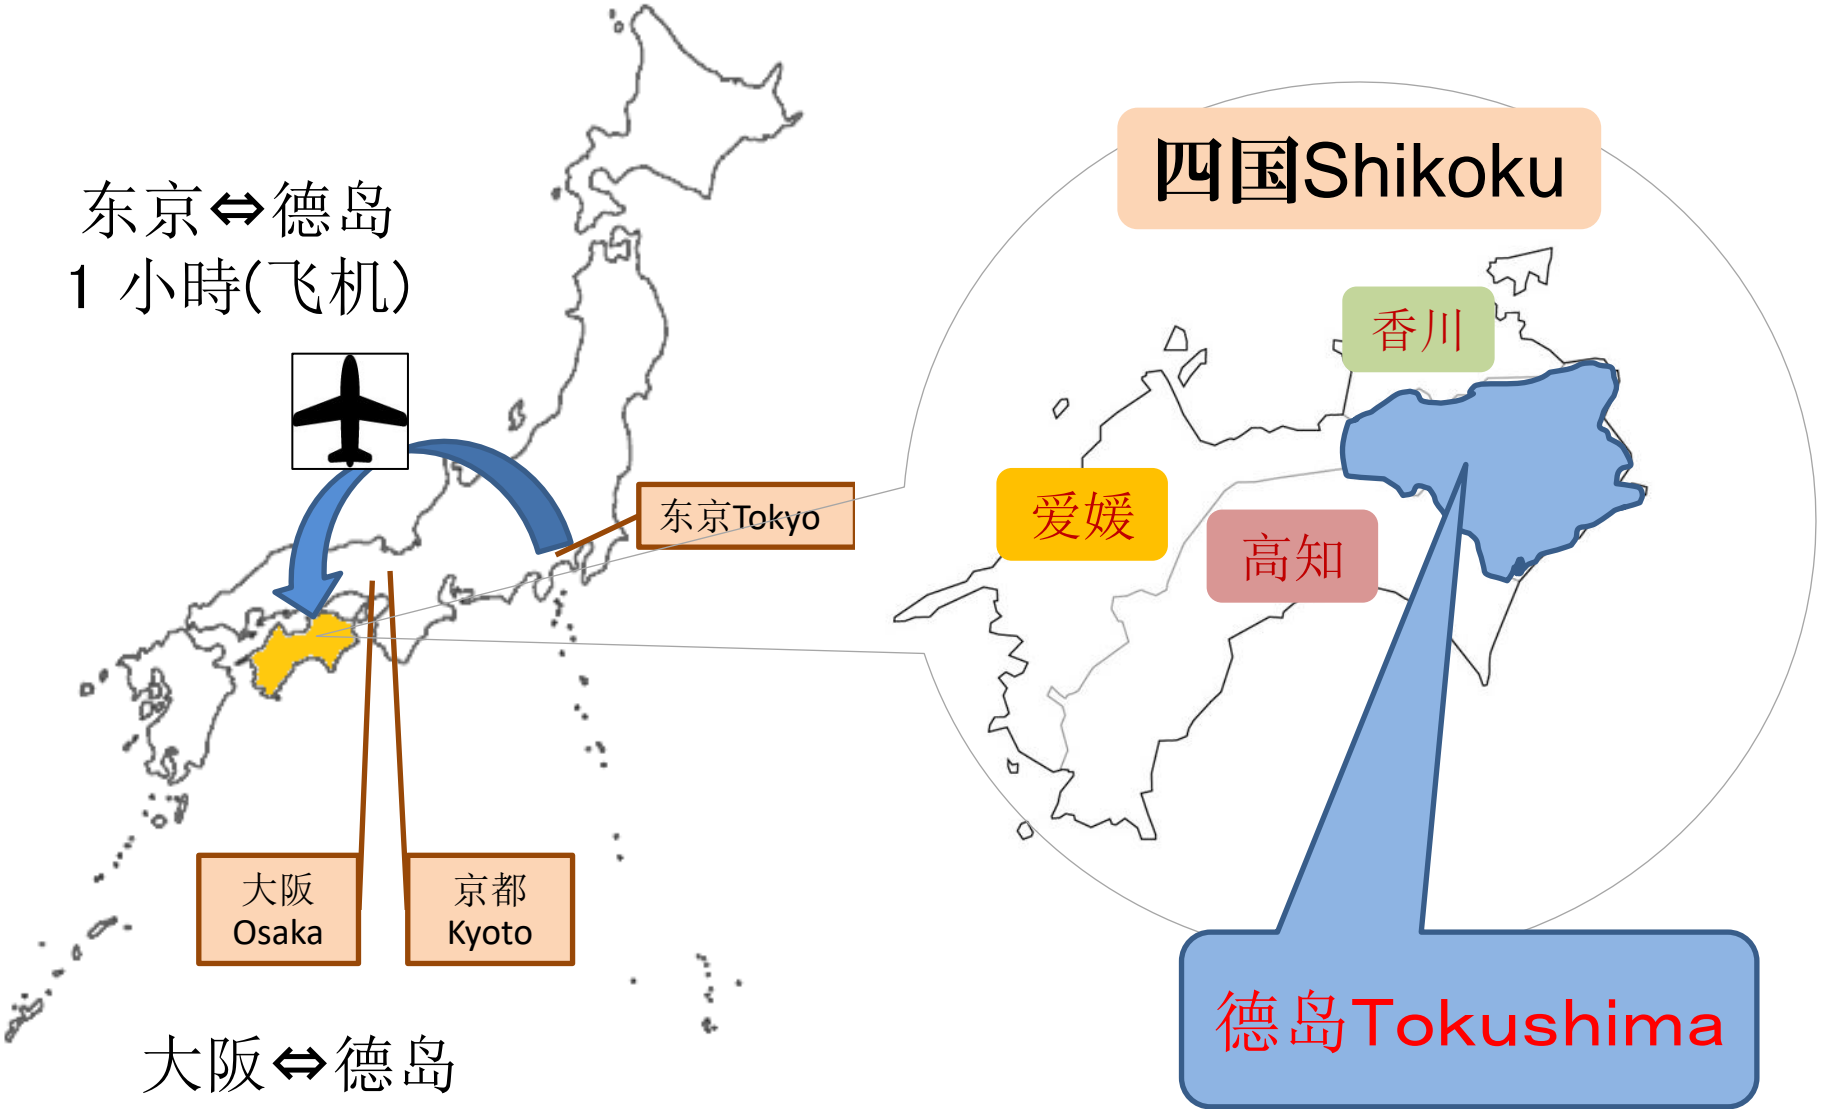 东京⇔德岛
1 小時(飞机)
四国Shikoku
香川
爱媛
高知
东京Tokyo
大阪
Osaka
京都
Kyoto
德岛Tokushima
大阪⇔德岛